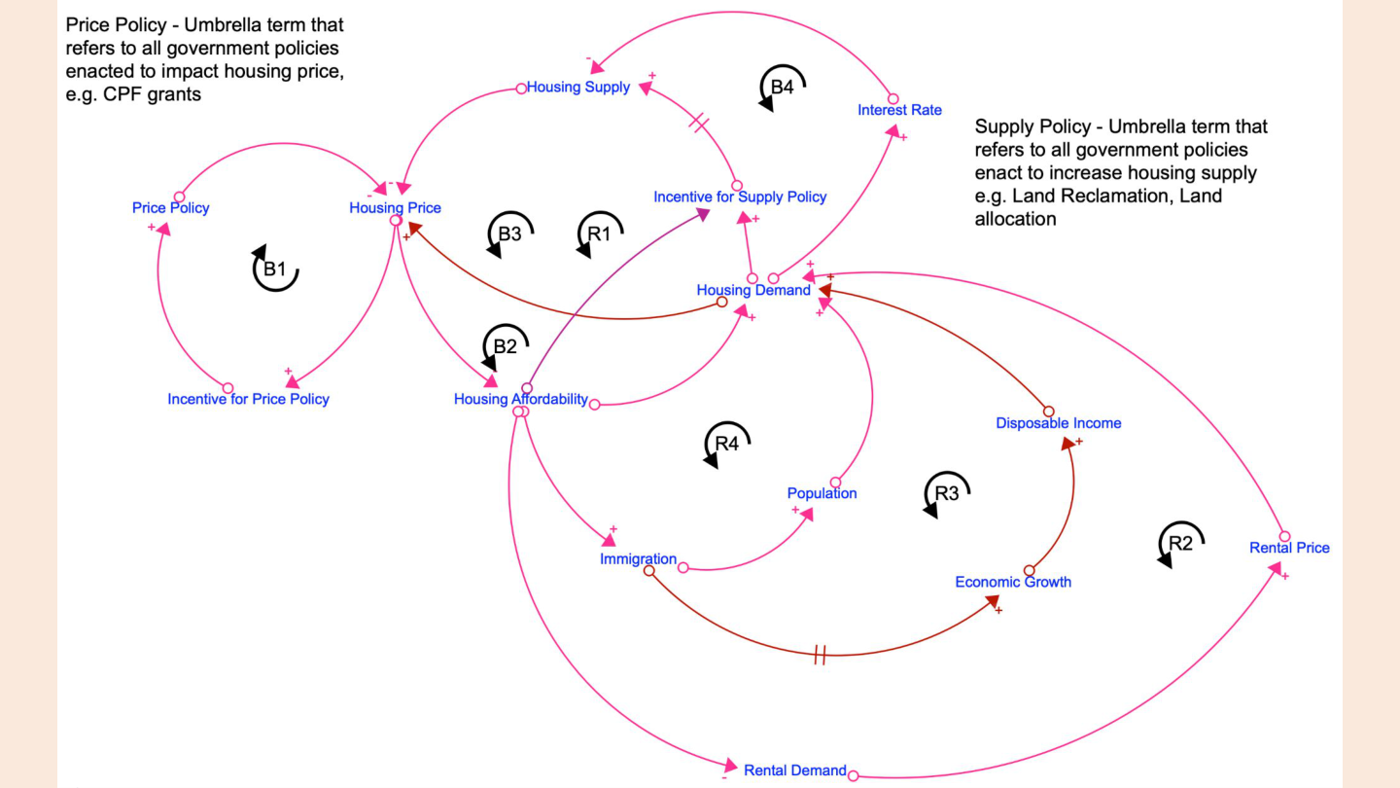 Price Policy - Umbrella term that
refers to all government policies
enacted to impact housing price,
e.g. CPF grants
- Housing Supply +
B4
Interest Rate
+
Supply Policy - Umbrella term that
refers to all government policies
enact to increase housing supply
e.g. Land Reclamation, Land
allocation
Incentive for Supply Policy
+
Price Policy
+
- -
Housing Price
+
B3
R1
B1
+ +
Housing Demand
+ +
B2
+
Incentive for Price Policy
Housing Affordability
Disposable Income
+
R4
Population
+
R3
+
Immigration
R2
Rental Price
+
Economic Growth
+
Rental Demand
-